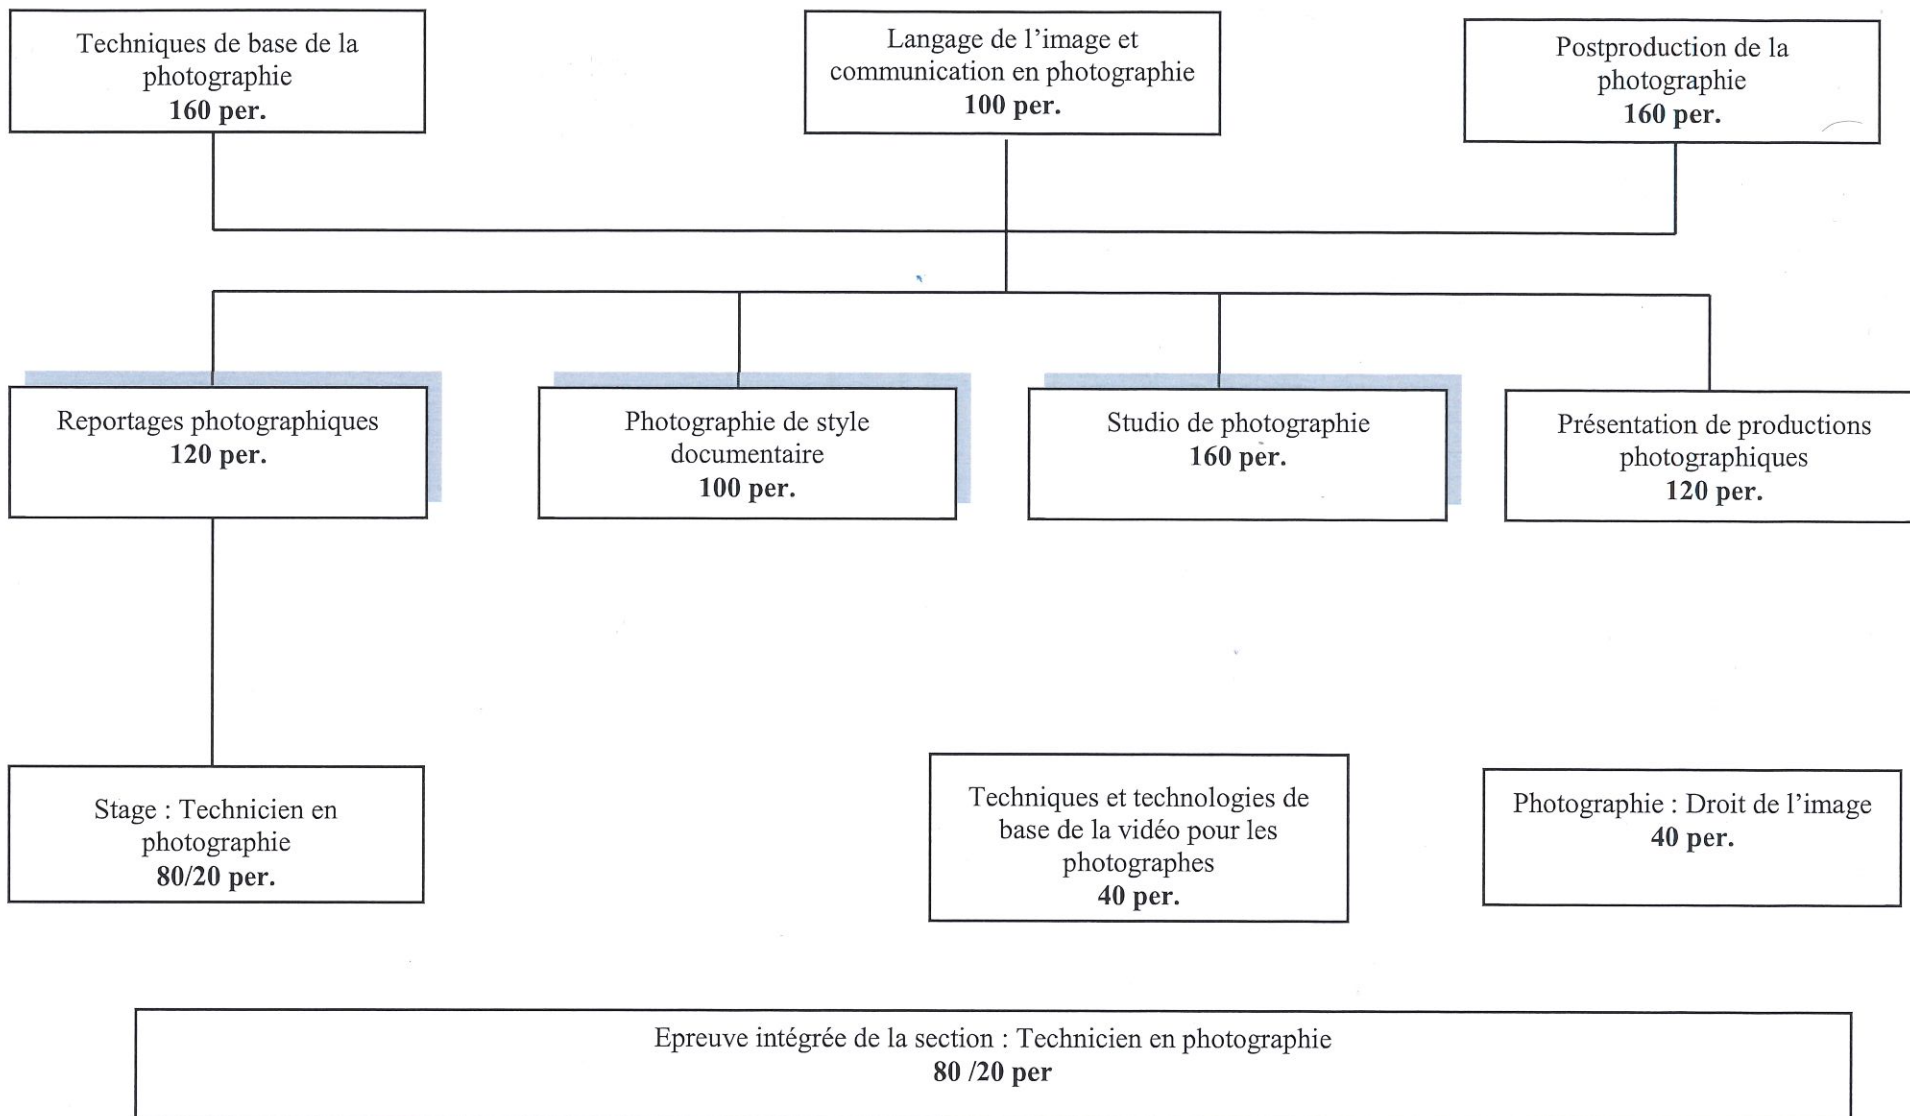 Techniques de base de la
photographie
160 per.
Langage de l'image et
communication en photographie
100 per.
Postproduction de la
photographie
160 per.
Reportages photographiques
120 per.
Photographie de style
documentaire
100 per.
Studio de photographie
160 per.
Présentation de productions
photographiques
120 per.
Stage : Technicien en
photographie
80/20 per.
Techniques et technologies de
base de la vidéo pour les
photographes
40 per.
Photographie : Droit de l'image
40 per.
Epreuve intégrée de la section : Technicien en photographie
80 /20 per